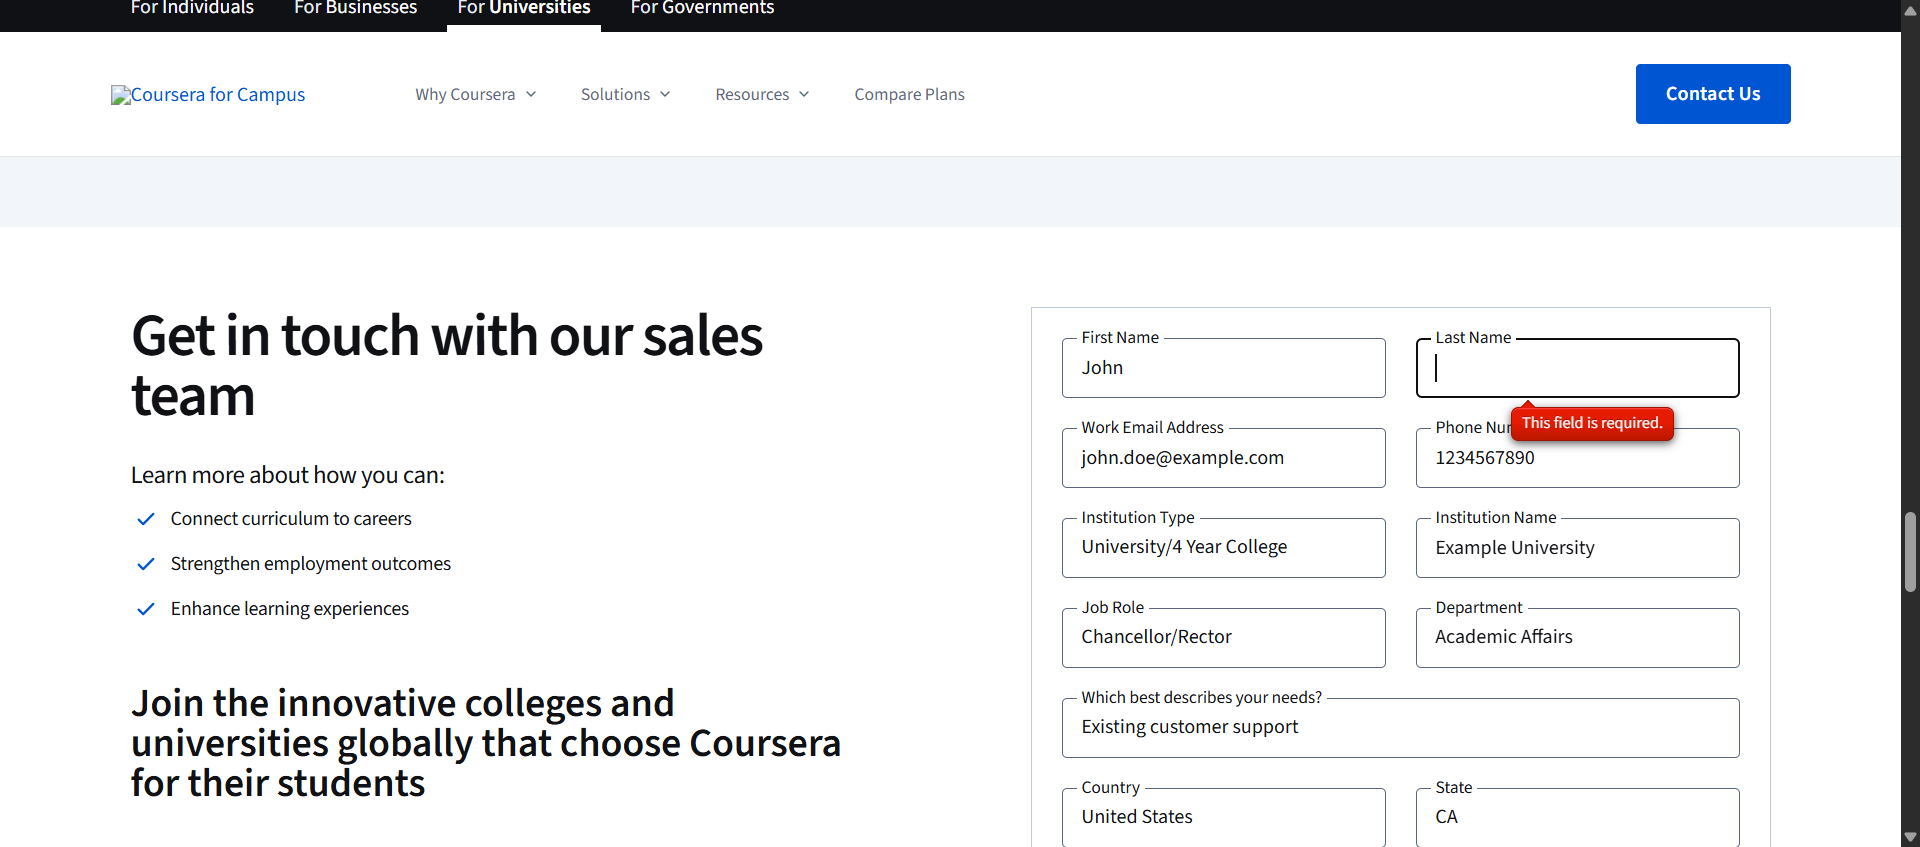 For Individuals For Businesses For Universities For Governments
Coursera for Campus Why Coursera Solutions Resources Compare Plans Contact Us
Get in touch with our sales
team
Learn more about how you can:
Connect curriculum to careers
Strengthen employment outcomes
Enhance learning experiences
Join the innovative colleges and
universities globally that choose Coursera
for their students
First Name
John
Last Name
This field is required.
Work Email Address
john.doe@example.com
Phone Nu
1234567890
Institution Type
University/4 Year College
Institution Name
Example University
Job Role
Chancellor/Rector
Department
Academic Affairs
Which best describes your needs?
Existing customer support
Country
United States
State
CA